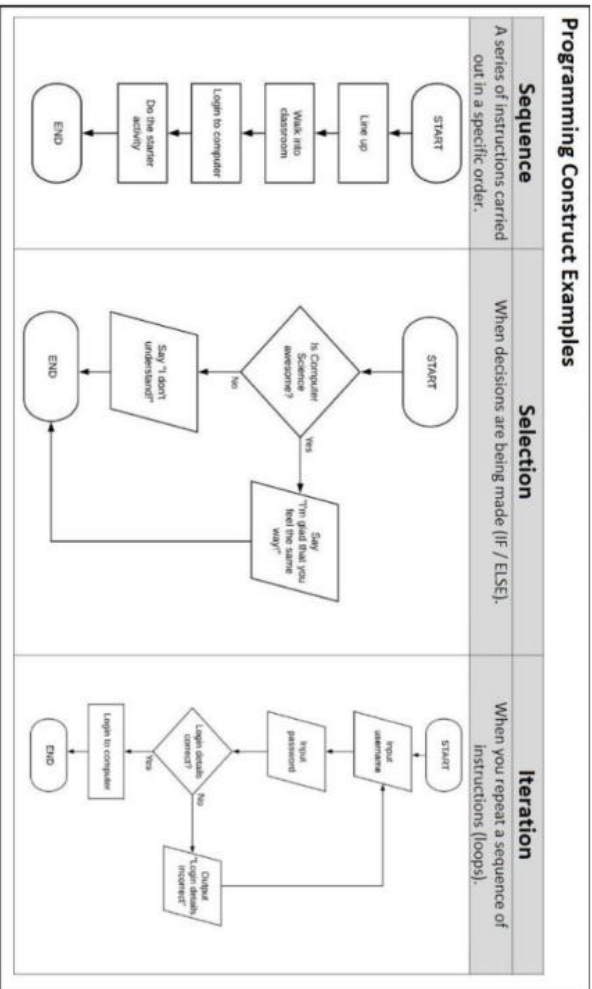 Programming Construct Examples
Sequence
A series of instructions carried
out in a specific order.
START
Line up
Walk into
classroom
Login to computer
Do the starter
activity
END
Selection
When decisions are being made (IF / ELSE).
START
Is Computer
Science
awesome?
Yes
No
Say
"I'm glad that you
feel the same
way!"
Say "I don't
understand!"
END
Iteration
When you repeat a sequence of
instructions (loops).
START
Input
username
Input
password
Login details
correct?
No
Yes
Output
"Login details
incorrect"
Login to computer
END